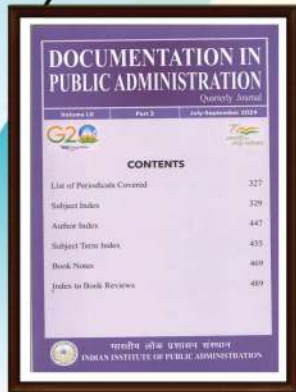 DOCUMENTATION IN
PUBLIC ADMINISTRATION
Quarterly Journal
Volume LII Part 3 July-September 2024
G20
CONTENTS
List of Periodicals Covered 327
Subject Index 329
Author Index 447
Subject Term Index 455
Book Notes 469
Index to Book Reviews 489
भारतीय लोक प्रशासन संस्थान
INDIAN INSTITUTE OF PUBLIC ADMINISTRATION